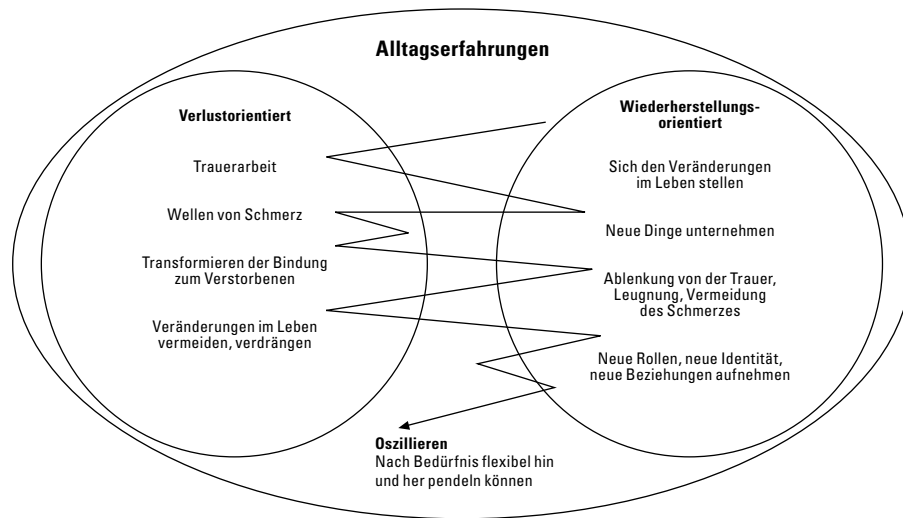 Alltagserfahrungen
Verlustorientiert
Trauerarbeit
Wellen von Schmerz
Transformieren der Bindung
zum Verstorbenen
Veränderungen im Leben
vermeiden, verdrängen
Wiederherstellungs-
orientiert
Sich den Veränderungen
im Leben stellen
Neue Dinge unternehmen
Ablenkung von der Trauer,
Leugnung, Vermeidung
des Schmerzes
Neue Rollen, neue Identität,
neue Beziehungen aufnehmen
Oszillieren
Nach Bedürfnis flexibel hin
und her pendeln können